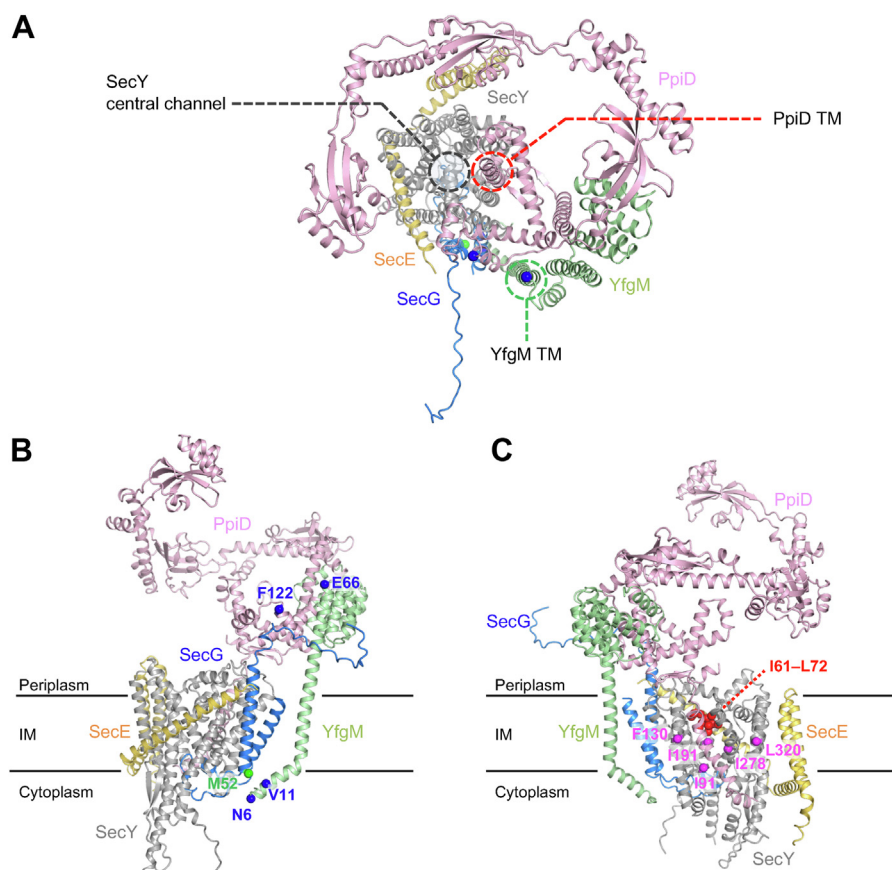 A
SecY
central channel
SecY
PpiD
PpiD TM
SecE
SecG
YfgM
YfgM TM
B
PpiD
F122
E66
SecG
Periplasm
IM
SecE
YfgM
M52
V11
N6
Cytoplasm
SecY
C
PpiD
SecG
I61–L72
Periplasm
IM
YfgM
F130
I191
L320
I278
SecE
I91
Cytoplasm
SecY